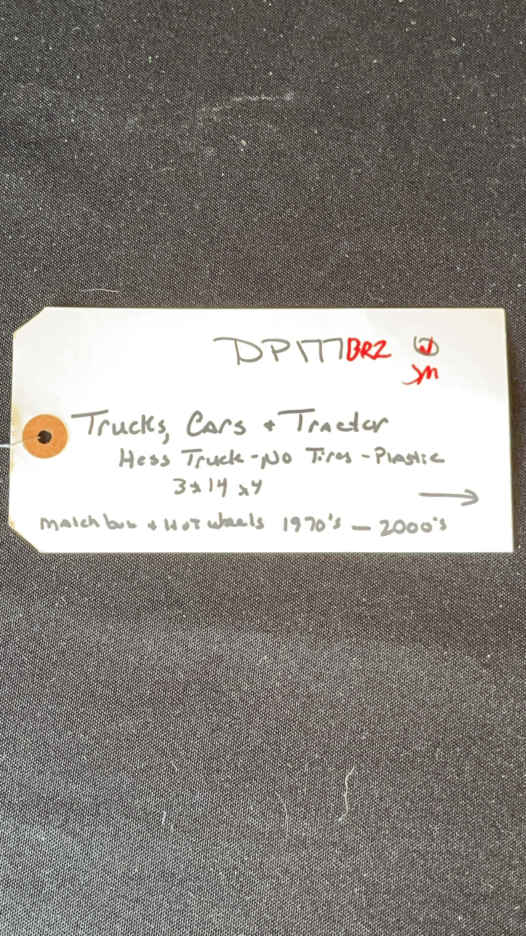 DP177BR2
Trucks, Cars + Tractor
Hess Truck - No Tires - Plastic
3x14x4
Matchbox + Hot Wheels 1970's - 2000's